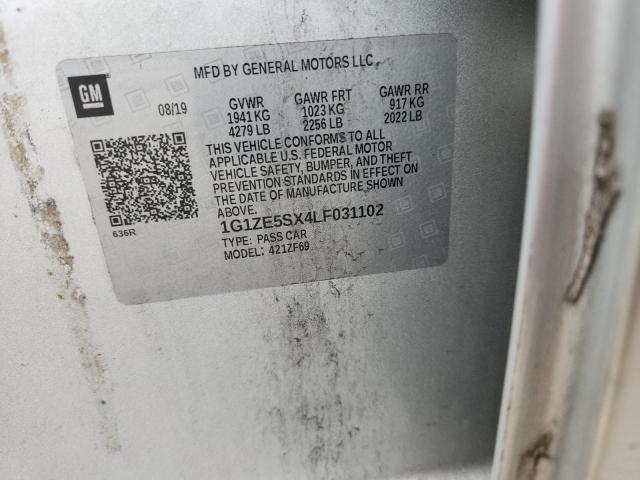 MFD BY GENERAL MOTORS LLC
GM
08/19
GVWR GAWR FRT GAWR RR
1941 KG 1023 KG 917 KG
4279 LB 2256 LB 2022 LB
THIS VEHICLE CONFORMS TO ALL
APPLICABLE U.S. FEDERAL MOTOR
VEHICLE SAFETY, BUMPER, AND THEFT
PREVENTION STANDARDS IN EFFECT ON
THE DATE OF MANUFACTURE SHOWN
ABOVE.
636R
1G1ZE5SX4LF031102
TYPE: PASS CAR
MODEL: 421ZF69